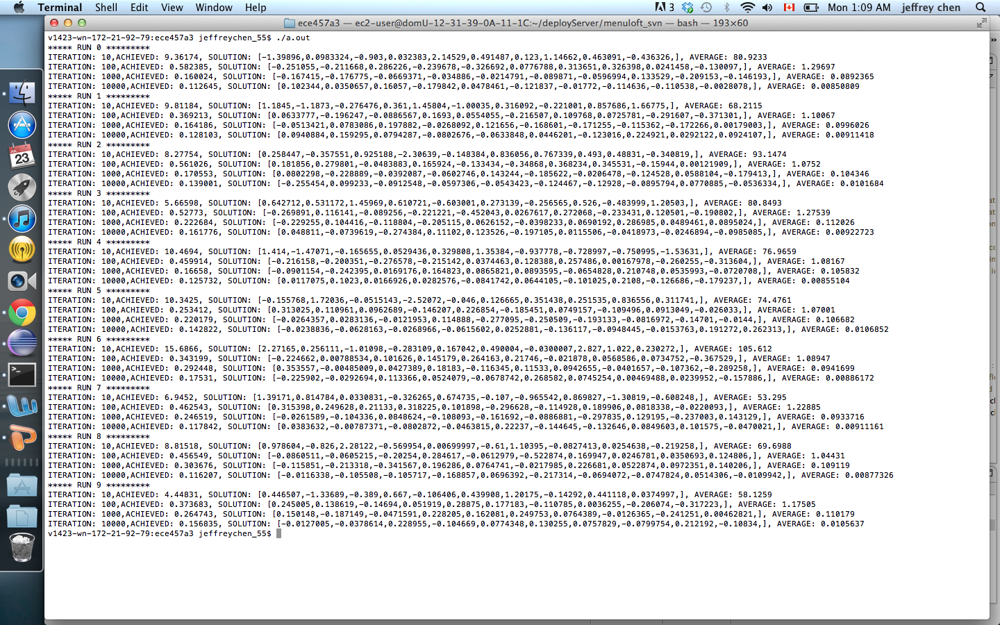 Terminal Shell Edit View Window Help 3 Mon 1:09 AM jeffrey chen
ece457a3 — ec2-user@domU-12-31-39-0A-11-1C:~/deployServer/menuloft_svn — bash — 193×60
v1423-wn-172-21-92-79:ece457a3 jeffreychen_55$ ./a.out
***** RUN 0 *********
ITERATION: 10,ACHIEVED: 9.36174, SOLUTION: [-1.39896,0.0983324,-0.903,0.032383,2.14529,0.491487,0.123,1.14662,0.463091,-0.436326,], AVERAGE: 80.9233
ITERATION: 100,ACHIEVED: 0.582385, SOLUTION: [-0.251055,-0.211668,0.286226,-0.239678,-0.326692,0.0776788,0.313651,0.326398,0.0241458,-0.130097,], AVERAGE: 1.29697
ITERATION: 1000,ACHIEVED: 0.160024, SOLUTION: [-0.167415,-0.176775,-0.0669371,-0.034886,-0.0214791,-0.089871,-0.0596994,0.133529,-0.209153,-0.146193,], AVERAGE: 0.0892365
ITERATION: 10000,ACHIEVED: 0.112645, SOLUTION: [0.102344,0.0350657,0.16057,-0.179842,0.0478461,-0.121837,-0.01772,-0.114636,-0.110538,-0.0028078,], AVERAGE: 0.00850809
***** RUN 1 *********
ITERATION: 10,ACHIEVED: 9.81184, SOLUTION: [1.1845,-1.1873,-0.276476,0.361,1.45804,-1.00035,0.316092,-0.221001,0.857686,1.66775,], AVERAGE: 68.2115
ITERATION: 100,ACHIEVED: 0.369213, SOLUTION: [0.0633777,-0.196247,-0.0886567,0.1693,0.0554055,-0.216507,0.109768,0.0725781,-0.291607,-0.371301,], AVERAGE: 1.10067
ITERATION: 1000,ACHIEVED: 0.164186, SOLUTION: [-0.0513421,0.0783086,0.197882,-0.0268092,0.121656,-0.168601,-0.171255,-0.115362,-0.172266,0.00179003,], AVERAGE: 0.0996026
ITERATION: 10000,ACHIEVED: 0.128103, SOLUTION: [0.0940884,0.159295,0.0794287,-0.0802676,-0.0633548,0.0446201,-0.123016,0.224921,0.0292122,0.0924107,], AVERAGE: 0.00911418
***** RUN 2 *********
ITERATION: 10,ACHIEVED: 8.27754, SOLUTION: [0.258447,-0.357551,0.925188,-2.30639,-0.148384,0.836056,0.767339,0.493,0.48831,-0.340819,], AVERAGE: 93.1474
ITERATION: 100,ACHIEVED: 0.561026, SOLUTION: [0.181856,0.279801,-0.0483883,0.165924,-0.133434,-0.34868,0.368234,0.345531,-0.15944,0.00121909,], AVERAGE: 1.0752
ITERATION: 1000,ACHIEVED: 0.170553, SOLUTION: [0.0802298,-0.228889,-0.0392087,-0.0602746,0.143244,-0.185622,-0.0206478,-0.124528,0.0588104,-0.179413,], AVERAGE: 0.104346
ITERATION: 10000,ACHIEVED: 0.139001, SOLUTION: [-0.255454,0.099233,-0.0912548,-0.0597306,-0.0543423,-0.124467,-0.12928,-0.0895794,0.0770885,-0.0536334,], AVERAGE: 0.0101684
***** RUN 3 *********
ITERATION: 10,ACHIEVED: 5.66598, SOLUTION: [0.642712,0.531172,1.45969,0.610721,-0.603001,0.273139,-0.256565,0.526,-0.483999,1.20503,], AVERAGE: 80.8493
ITERATION: 100,ACHIEVED: 0.52773, SOLUTION: [-0.269891,0.116141,-0.089256,-0.221221,-0.452043,0.0267617,0.272068,-0.233431,0.120501,-0.190802,], AVERAGE: 1.27539
ITERATION: 1000,ACHIEVED: 0.222684, SOLUTION: [-0.229255,0.104416,-0.118804,-0.205115,0.0626152,-0.0398233,0.0690192,0.286985,0.0489461,0.0895024,], AVERAGE: 0.112026
ITERATION: 10000,ACHIEVED: 0.161776, SOLUTION: [0.048811,-0.0739619,-0.274384,0.11102,0.123526,-0.197105,0.0115506,-0.0418973,-0.0246894,-0.0985085,], AVERAGE: 0.00922723
***** RUN 4 *********
ITERATION: 10,ACHIEVED: 10.4694, SOLUTION: [1.414,-1.47071,-0.165655,0.0529436,0.329808,1.35384,-0.937778,-0.728997,-0.750995,-1.53631,], AVERAGE: 76.9659
ITERATION: 100,ACHIEVED: 0.459914, SOLUTION: [-0.216158,-0.200351,-0.276578,-0.215142,0.0374463,0.128388,0.257486,0.00167978,-0.260255,-0.313604,], AVERAGE: 1.08167
ITERATION: 1000,ACHIEVED: 0.16658, SOLUTION: [-0.0901154,-0.242395,0.0169176,0.164823,0.0865821,0.0893595,-0.0654828,0.210748,0.0535993,-0.0720708,], AVERAGE: 0.105832
ITERATION: 10000,ACHIEVED: 0.125732, SOLUTION: [0.0117075,0.1023,0.0166926,0.0282576,-0.0841742,0.0644105,-0.101025,0.2108,-0.126686,-0.179237,], AVERAGE: 0.00855104
***** RUN 5 *********
ITERATION: 10,ACHIEVED: 10.3425, SOLUTION: [-0.155768,1.72036,-0.0515143,-2.52072,-0.046,0.126665,0.351438,0.251535,0.836556,0.311741,], AVERAGE: 74.4761
ITERATION: 100,ACHIEVED: 0.253412, SOLUTION: [0.313025,0.110961,0.0962689,-0.146207,0.226854,-0.185451,0.0749157,-0.109496,0.0913049,-0.026033,], AVERAGE: 1.07001
ITERATION: 1000,ACHIEVED: 0.220179, SOLUTION: [-0.0264357,0.0283136,-0.0121953,0.114888,-0.277095,-0.250509,-0.193133,-0.0816972,-0.14701,-0.0144,], AVERAGE: 0.106682
ITERATION: 10000,ACHIEVED: 0.142822, SOLUTION: [-0.0238836,-0.0628163,-0.0268966,-0.0615602,0.0252881,-0.136117,-0.0948445,-0.0153763,0.191272,0.262313,], AVERAGE: 0.0106852
***** RUN 6 *********
ITERATION: 10,ACHIEVED: 15.6866, SOLUTION: [2.27165,0.256111,-1.01098,-0.283109,0.167042,0.490004,-0.0300007,2.827,1.022,0.230272,], AVERAGE: 105.612
ITERATION: 100,ACHIEVED: 0.343199, SOLUTION: [-0.224662,0.00788534,0.101626,0.145179,0.264163,0.21746,-0.021878,0.0568586,0.0734752,-0.367529,], AVERAGE: 1.08947
ITERATION: 1000,ACHIEVED: 0.292448, SOLUTION: [0.353557,-0.00485009,0.0427389,0.18183,-0.116345,0.11533,0.0942655,-0.0401657,-0.107362,-0.289258,], AVERAGE: 0.0941699
ITERATION: 10000,ACHIEVED: 0.17531, SOLUTION: [-0.225902,-0.0292694,0.113366,0.0524079,-0.0678742,0.268582,0.0745254,0.00469488,0.0239952,-0.157886,], AVERAGE: 0.00886172
***** RUN 7 *********
ITERATION: 10,ACHIEVED: 6.9452, SOLUTION: [1.39171,0.814784,0.0330831,-0.326265,0.674735,-0.107,-0.965542,0.869827,-1.30819,-0.608248,], AVERAGE: 53.295
ITERATION: 100,ACHIEVED: 0.462543, SOLUTION: [0.315398,0.249628,0.21133,0.318225,0.101898,-0.296628,-0.114928,0.189906,0.0818338,-0.0220093,], AVERAGE: 1.22885
ITERATION: 1000,ACHIEVED: 0.246519, SOLUTION: [-0.0261589,-0.104336,0.0848624,-0.108093,-0.161692,-0.0886881,-0.297835,0.129195,-0.237003,0.143129,], AVERAGE: 0.0933716
ITERATION: 10000,ACHIEVED: 0.117842, SOLUTION: [0.0383632,-0.00787371,-0.0802872,-0.0463815,0.22237,-0.144645,-0.132646,0.0849603,0.101575,-0.0470021,], AVERAGE: 0.00911161
***** RUN 8 *********
ITERATION: 10,ACHIEVED: 8.81518, SOLUTION: [0.978604,-0.826,2.28122,-0.569954,0.00699997,-0.61,1.10395,-0.0827413,0.0254638,-0.219258,], AVERAGE: 69.6988
ITERATION: 100,ACHIEVED: 0.456549, SOLUTION: [-0.0860511,-0.0605215,-0.20254,0.284617,-0.0612979,-0.522874,0.169947,0.0246781,0.0350693,0.124806,], AVERAGE: 1.04431
ITERATION: 1000,ACHIEVED: 0.303676, SOLUTION: [-0.115851,-0.213318,-0.341567,0.196286,0.0764741,-0.0217985,0.226681,0.0522874,0.0972351,0.140206,], AVERAGE: 0.109119
ITERATION: 10000,ACHIEVED: 0.116207, SOLUTION: [-0.0116338,-0.105508,-0.105717,-0.168857,0.0696392,-0.217314,-0.0694072,-0.0747824,0.0514306,-0.0109942,], AVERAGE: 0.00877326
***** RUN 9 *********
ITERATION: 10,ACHIEVED: 4.44831, SOLUTION: [0.446507,-1.33689,-0.389,0.667,-0.106406,0.439908,1.20175,-0.14292,0.441118,0.0374997,], AVERAGE: 58.1259
ITERATION: 100,ACHIEVED: 0.373683, SOLUTION: [0.245005,0.138619,-0.14694,0.051919,0.28875,0.177183,-0.110785,0.0036255,-0.206074,-0.317223,], AVERAGE: 1.17505
ITERATION: 1000,ACHIEVED: 0.264743, SOLUTION: [0.150148,-0.187149,-0.0471591,0.228205,0.162081,0.249753,0.0764389,-0.0126365,-0.241251,0.00462821,], AVERAGE: 0.110179
ITERATION: 10000,ACHIEVED: 0.156835, SOLUTION: [-0.0127005,-0.0378614,0.228955,-0.104669,0.0774348,0.130255,0.0757829,-0.0799754,0.212192,-0.10834,], AVERAGE: 0.0105637
v1423-wn-172-21-92-79:ece457a3 jeffreychen_55$
JUL
23